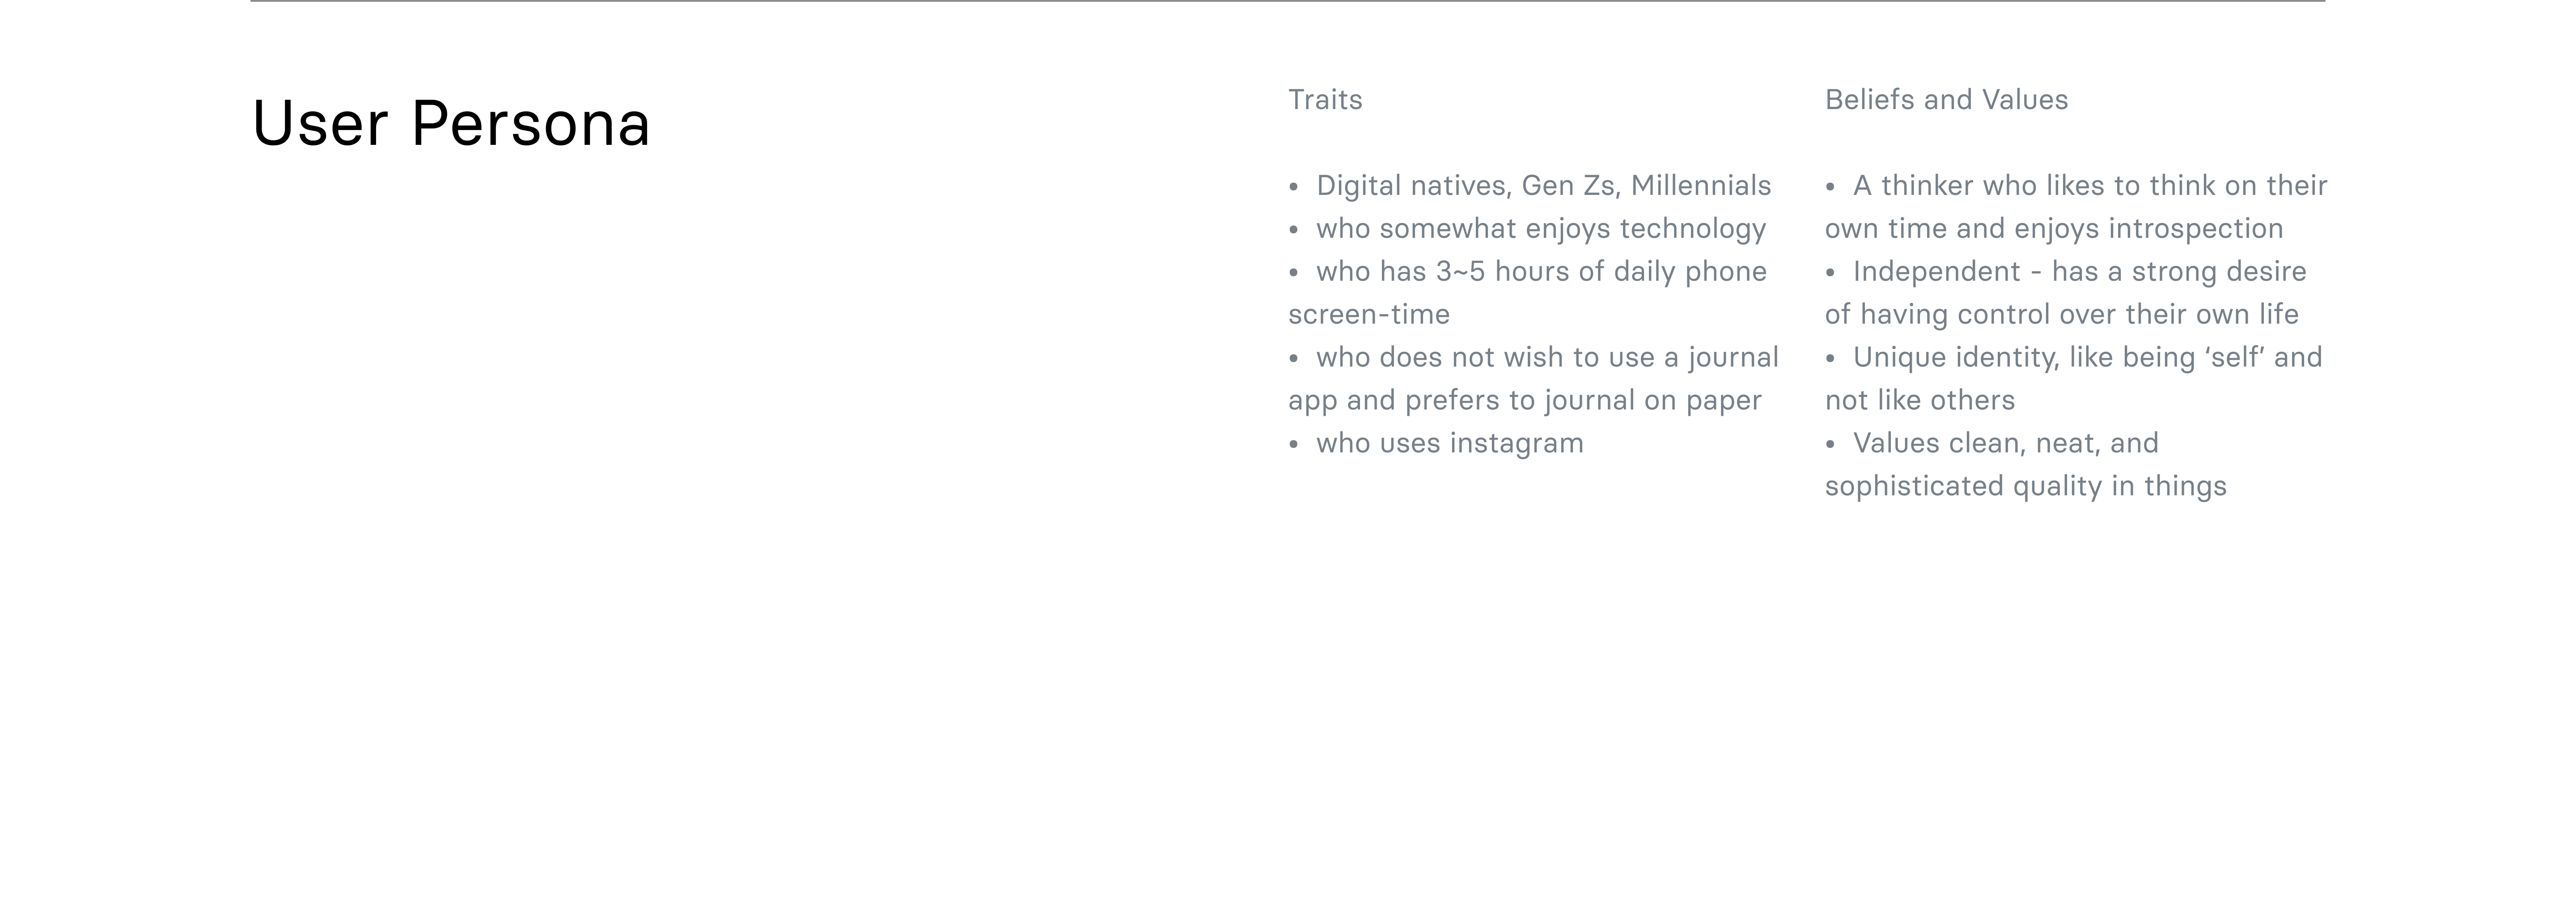 User Persona
Traits
• Digital natives, Gen Zs, Millennials
• who somewhat enjoys technology
• who has 3~5 hours of daily phone
screen-time
• who does not wish to use a journal
app and prefers to journal on paper
• who uses instagram
Beliefs and Values
• A thinker who likes to think on their
own time and enjoys introspection
• Independent - has a strong desire
of having control over their own life
• Unique identity, like being ‘self’ and
not like others
• Values clean, neat, and
sophisticated quality in things